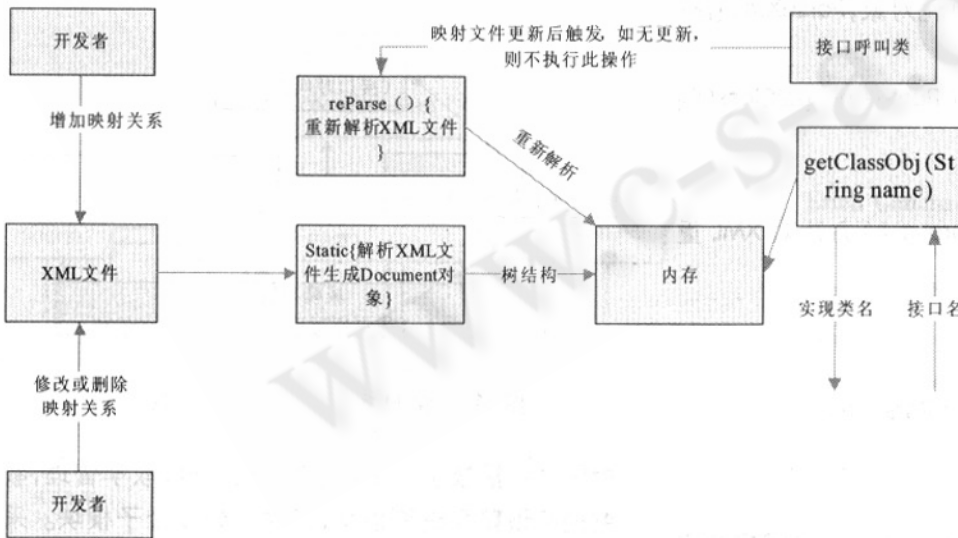 开发者
映射文件更新后触发,如无更新,
则不执行此操作
接口呼叫类
增加映射关系
reParse（）{
重新解析XML文件
}
重新解析
getClassObj(St
ring name)
XML文件
Static{解析XML文
件生成Document对
象}
树结构
内存
实现类名
接口名
修改或删除
映射关系
开发者
www.c-s-a.o